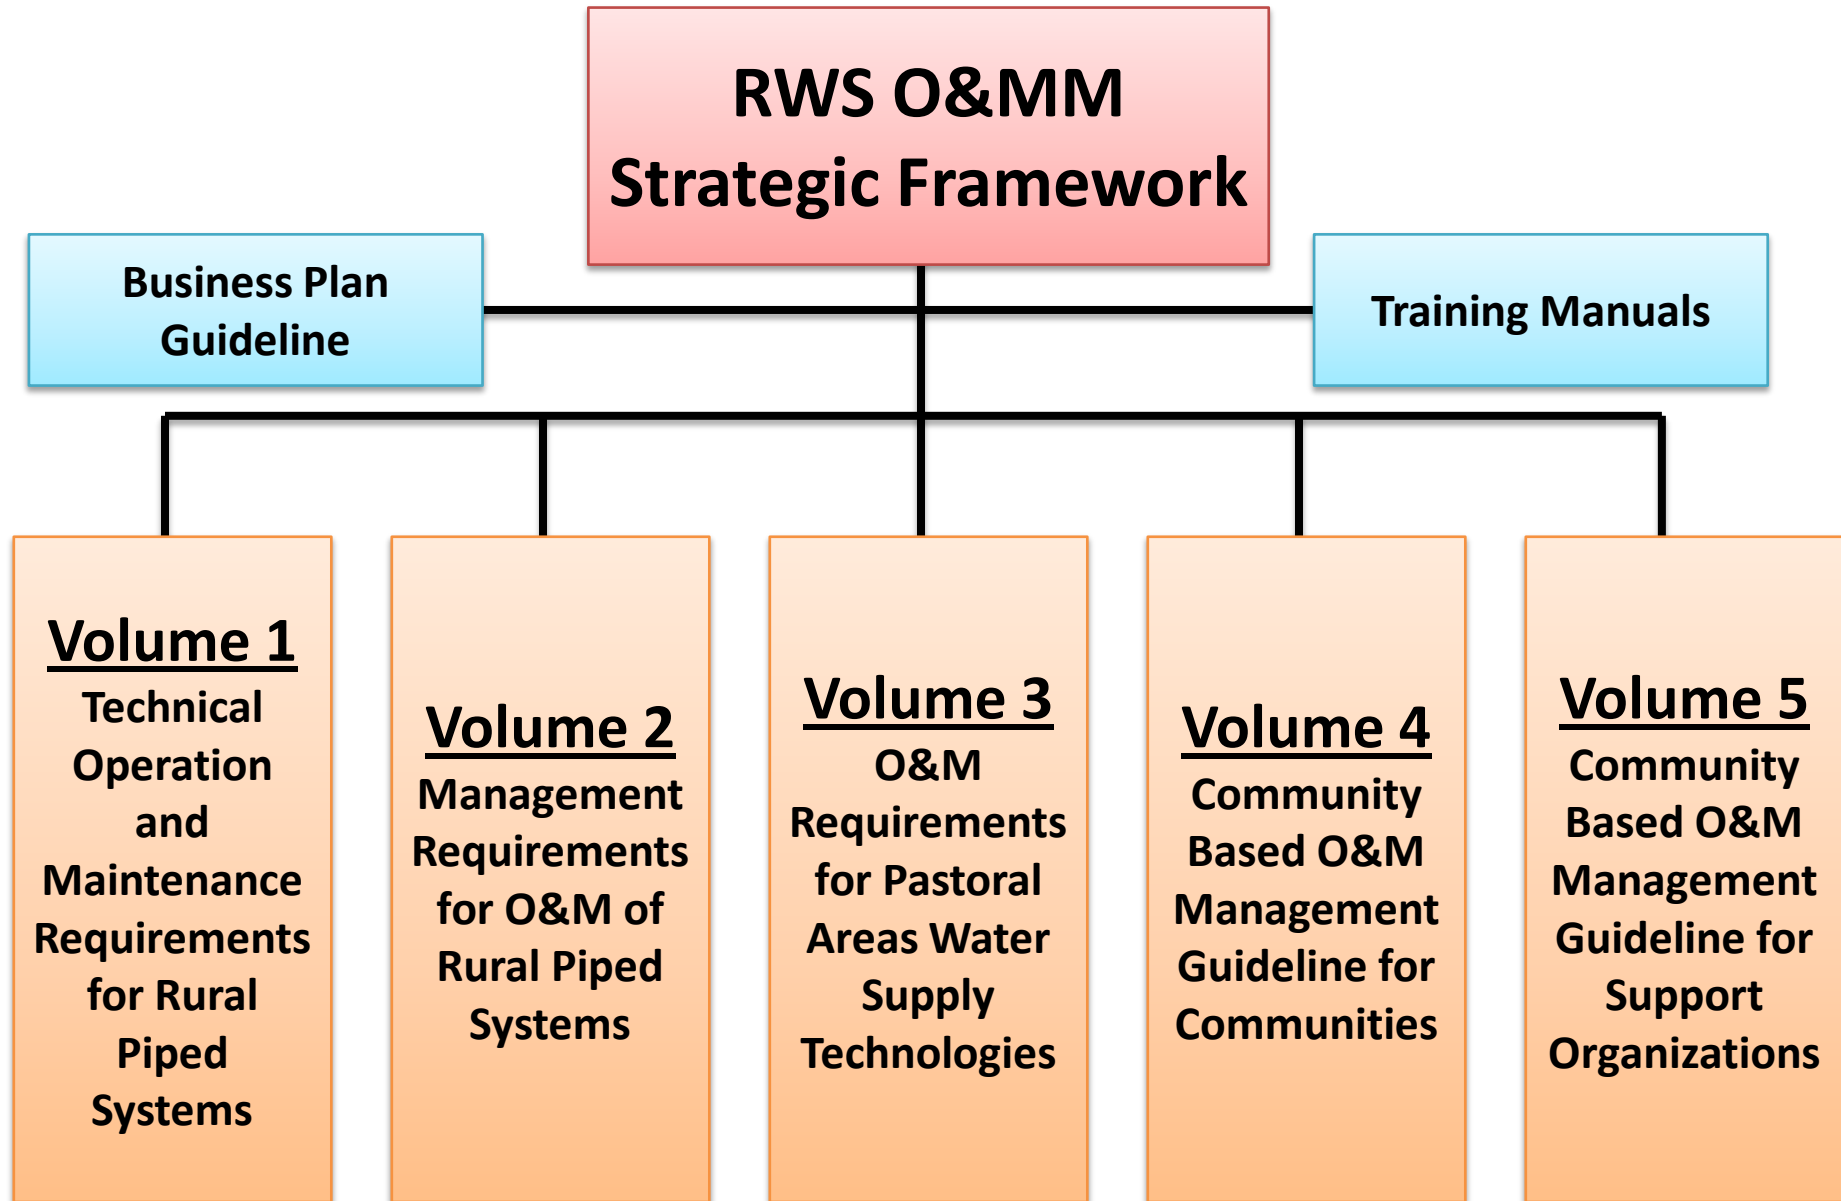 RWS O&MM
Strategic Framework
Business Plan
Guideline
Training Manuals
Volume 1
Technical
Operation
and
Maintenance
Requirements
for Rural
Piped
Systems
Volume 2
Management
Requirements
for O&M of
Rural Piped
Systems
Volume 3
O&M
Requirements
for Pastoral
Areas Water
Supply
Technologies
Volume 4
Community
Based O&M
Management
Guideline for
Communities
Volume 5
Community
Based O&M
Management
Guideline for
Support
Organizations